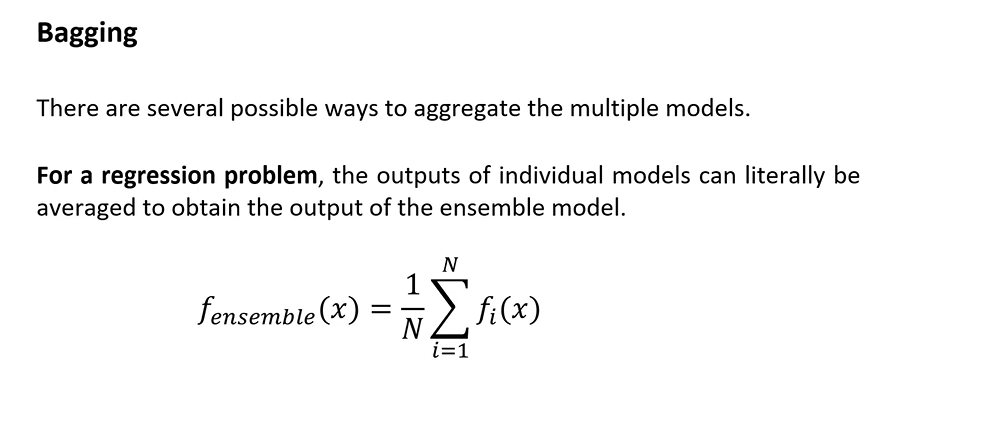 Bagging
There are several possible ways to aggregate the multiple models.
For a regression problem, the outputs of individual models can literally be
averaged to obtain the output of the ensemble model.
f_{ensemble}(x) = \frac{1}{N} \sum_{i=1}^{N} f_i(x)